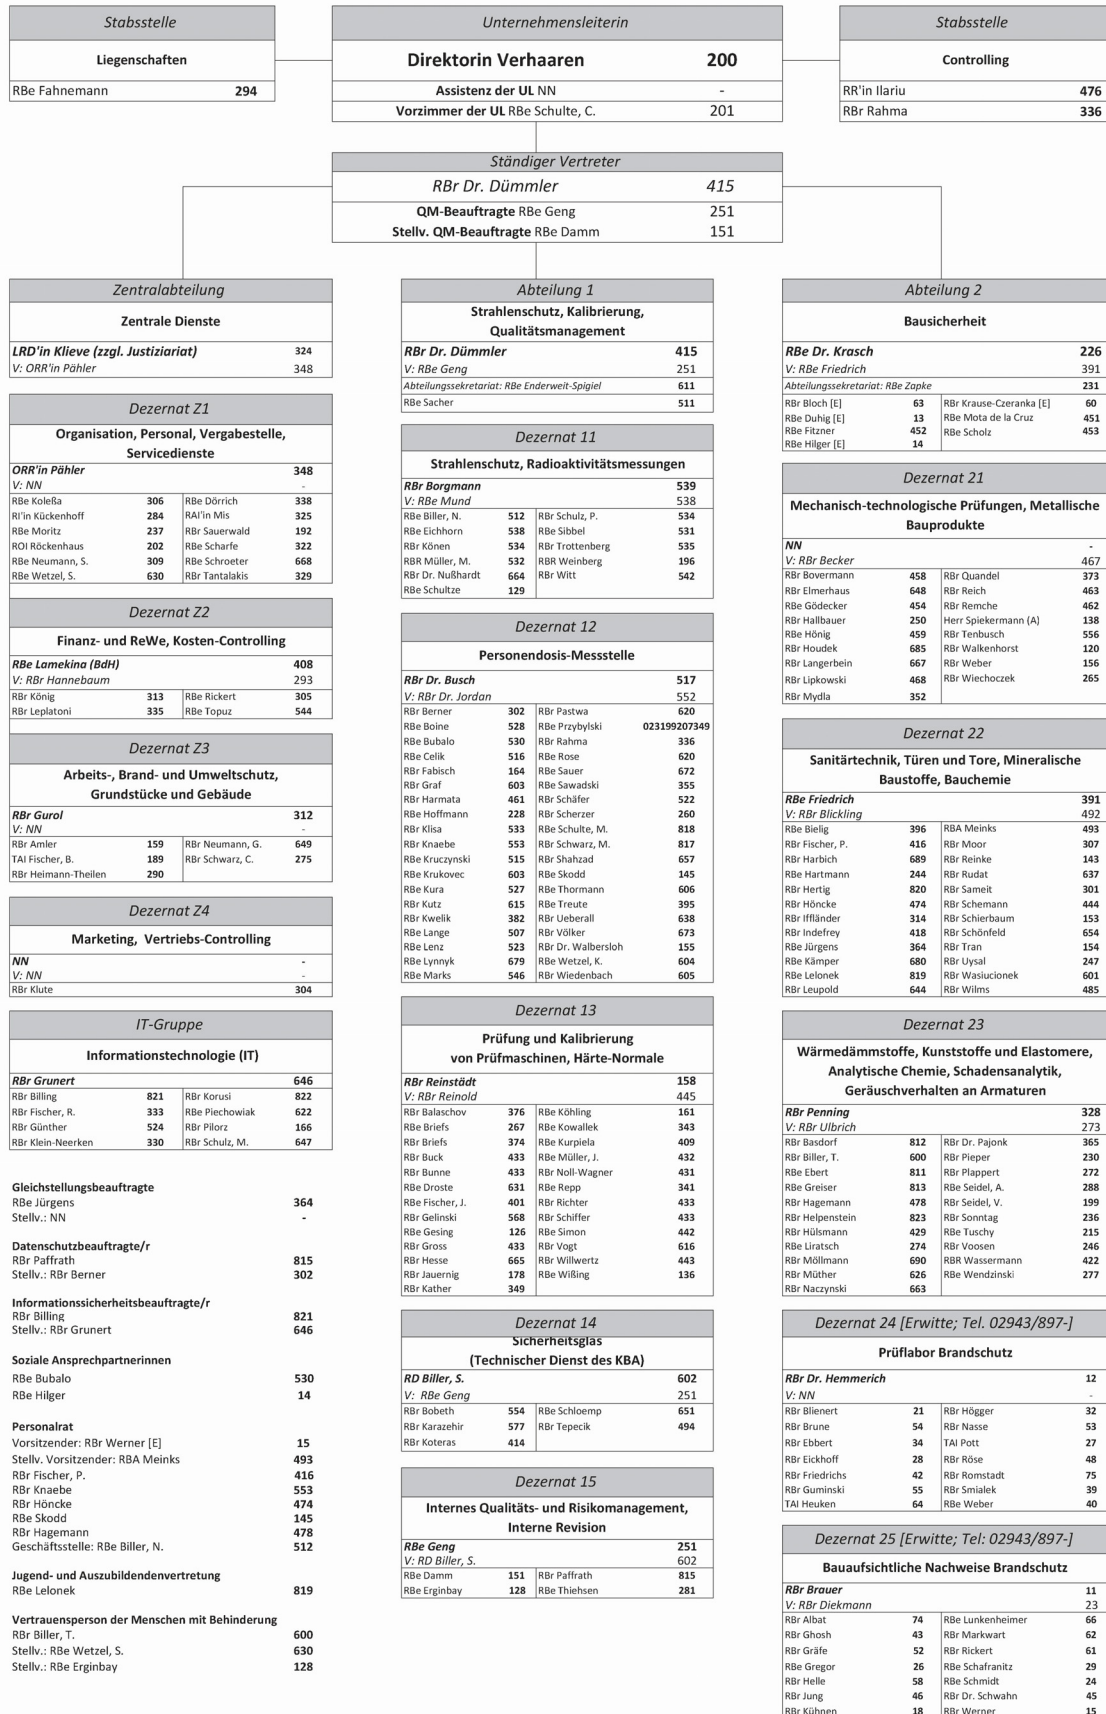 Stabsstelle
Liegenschaften
RBe Fahnemann 294
Unternehmensleiterin
Direktorin Verhaaren 200
Assistenz der UL NN -
Vorzimmer der UL RBe Schulte, C. 201
Stabsstelle
Controlling
RR'in Ilariu 476
RBr Rahma 336
Ständiger Vertreter
RBr Dr. Dümmler 415
QM-Beauftragte RBe Geng 251
Stellv. QM-Beauftragte RBe Damm 151
Zentralabteilung
Zentrale Dienste
LRD'in Klieve (zzgl. Justiziariat) 324
V: ORR'in Pähler 348
Dezernat Z1
Organisation, Personal, Vergabestelle,
Servicedienste
ORR'in Pähler 348
V: NN -
RBe Koleßa 306 RBe Dörrich 338
RI'in Kückenhoff 284 RAI'in Mis 325
RBe Moritz 237 RBr Sauerwald 192
ROI Röckenhaus 202 RBe Scharfe 322
RBe Neumann, S. 309 RBe Schroeter 668
RBe Wetzel, S. 630 RBr Tantalakis 329
Dezernat Z2
Finanz- und ReWe, Kosten-Controlling
RBe Lamekina (BdH) 408
V: RBr Hannebaum 293
RBr König 313 RBe Rickert 305
RBr Leplatoni 335 RBe Topuz 544
Dezernat Z3
Arbeits-, Brand- und Umweltschutz,
Grundstücke und Gebäude
RBr Gurol 312
V: NN -
RBr Amler 159 RBr Neumann, G. 649
TAI Fischer, B. 189 RBr Schwarz, C. 275
RBr Heimann-Theilen 290
Dezernat Z4
Marketing, Vertriebs-Controlling
NN -
V: NN -
RBr Klute 304
IT-Gruppe
Informationstechnologie (IT)
RBr Grunert 646
RBr Billing 821 RBr Korusi 822
RBr Fischer, R. 333 RBe Piechowiak 622
RBr Günther 524 RBr Pilorz 166
RBr Klein-Neerken 330 RBr Schulz, M. 647
Gleichstellungsbeauftragte
RBe Jürgens 364
Stellv.: NN -
Datenschutzbeauftragte/r
RBr Paffrath 815
Stellv.: RBr Berner 302
Informationssicherheitsbeauftragte/r
RBr Billing 821
Stellv.: RBr Grunert 646
Soziale Ansprechpartnerinnen
RBe Bubalo 530
RBe Hilger 14
Personalrat
Vorsitzender: RBr Werner [E] 15
Stellv. Vorsitzender: RBA Meinks 493
RBr Fischer, P. 416
RBr Knaebe 553
RBr Höncke 474
RBe Skodd 145
RBr Hagemann 478
Geschäftsstelle: RBe Biller, N. 512
Jugend- und Auszubildendenvertretung
RBe Lelonek 819
Vertrauensperson der Menschen mit Behinderung
RBr Biller, T. 600
Stellv.: RBe Wetzel, S. 630
Stellv.: RBe Erginbay 128
Abteilung 1
Strahlenschutz, Kalibrierung,
Qualitätsmanagement
RBr Dr. Dümmler 415
V: RBe Geng 251
Abteilungssekretariat: RBe Enderweit-Spigiel 611
RBe Sacher 511
Dezernat 11
Strahlenschutz, Radioaktivitätsmessungen
RBr Borgmann 539
V: RBe Mund 538
RBe Biller, N. 512 RBr Schulz, P. 534
RBe Eichhorn 538 RBe Sibbel 531
RBr Könen 534 RBr Trottenberg 535
RBR Müller, M. 532 RBR Weinberg 196
RBr Dr. Nußhardt 664 RBr Witt 542
RBe Schultze 129
Dezernat 12
Personendosis-Messstelle
RBr Dr. Busch 517
V: RBr Dr. Jordan 552
RBr Berner 302 RBr Pastwa 620
RBe Boine 528 RBe Przybylski 023199207349
RBe Bubalo 530 RBr Rahma 336
RBe Celik 516 RBe Rose 620
RBr Fabisch 164 RBe Sauer 672
RBr Graf 603 RBe Sawadski 355
RBr Harmata 461 RBr Schäfer 522
RBe Hoffmann 228 RBr Scherzer 260
RBr Klisa 533 RBe Schulte, M. 818
RBr Knaebe 553 RBr Schwarz, M. 817
RBe Kruczynski 515 RBr Shahzad 657
RBe Krukovec 603 RBe Skodd 145
RBe Kura 527 RBe Thormann 606
RBr Kutz 615 RBe Treute 395
RBr Kwelik 382 RBr Ueberall 638
RBe Lange 507 RBr Völker 673
RBe Lenz 523 RBr Dr. Walbersloh 155
RBe Lynnyk 679 RBe Wetzel, K. 604
RBe Marks 546 RBr Wiedenbach 605
Dezernat 13
Prüfung und Kalibrierung
von Prüfmaschinen, Härte-Normale
RBr Reinstädt 158
V: RBr Reinold 445
RBr Balaschov 376 RBe Köhling 161
RBe Briefs 267 RBe Kowallek 343
RBr Briefs 374 RBe Kurpiela 409
RBr Buck 433 RBe Müller, J. 432
RBr Bunne 433 RBr Noll-Wagner 431
RBe Droste 631 RBe Repp 341
RBe Fischer, J. 401 RBr Richter 433
RBr Gelinski 568 RBr Schiffer 433
RBe Gesing 126 RBe Simon 442
RBr Gross 433 RBr Vogt 616
RBr Hesse 665 RBr Willwertz 443
RBr Jauernig 178 RBe Wißing 136
RBr Kather 349
Dezernat 14
Sicherheitsglas
(Technischer Dienst des KBA)
RD Biller, S. 602
V: RBe Geng 251
RBr Bobeth 554 RBe Schloemp 651
RBr Karazehir 577 RBr Tepecik 494
RBr Koteras 414
Dezernat 15
Internes Qualitäts- und Risikomanagement,
Interne Revision
RBe Geng 251
V: RD Biller, S. 602
RBe Damm 151 RBr Paffrath 815
RBe Erginbay 128 RBe Thiehsen 281
Abteilung 2
Bausicherheit
RBe Dr. Krasch 226
V: RBe Friedrich 391
Abteilungssekretariat: RBe Zapke 231
RBr Bloch [E] 63 RBr Krause-Czeranka [E] 60
RBe Duhig [E] 13 RBe Mota de la Cruz 451
RBe Fitzner 452 RBe Scholz 453
RBe Hilger [E] 14
Dezernat 21
Mechanisch-technologische Prüfungen, Metallische
Bauprodukte
NN -
V: RBr Becker 467
RBr Bovermann 458 RBr Quandel 373
RBr Elmerhaus 648 RBr Reich 463
RBe Gödecker 454 RBr Remche 462
RBr Hallbauer 250 Herr Spiekermann (A) 138
RBe Hönig 459 RBr Tenbusch 556
RBr Houdek 685 RBr Walkenhorst 120
RBr Langerbein 667 RBr Weber 156
RBr Lipkowski 468 RBr Wiechoczek 265
RBr Mydla 352
Dezernat 22
Sanitärtechnik, Türen und Tore, Mineralische
Baustoffe, Bauchemie
RBe Friedrich 391
V: RBr Blickling 492
RBe Bielig 396 RBA Meinks 493
RBr Fischer, P. 416 RBr Moor 307
RBr Harbich 689 RBr Reinke 143
RBe Hartmann 244 RBr Rudat 637
RBr Hertig 820 RBr Sameit 301
RBr Höncke 474 RBr Schemann 444
RBr Iffländer 314 RBr Schierbaum 153
RBr Indefrey 418 RBr Schönfeld 654
RBe Jürgens 364 RBr Tran 154
RBe Kämper 680 RBr Uysal 247
RBe Lelonek 819 RBr Wasiucionek 601
RBr Leupold 644 RBr Wilms 485
Dezernat 23
Wärmedämmstoffe, Kunststoffe und Elastomere,
Analytische Chemie, Schadensanalytik,
Geräuschverhalten an Armaturen
RBr Penning 328
V: RBr Ulbrich 273
RBr Basdorf 812 RBr Dr. Pajonk 365
RBr Biller, T. 600 RBr Pieper 230
RBe Ebert 811 RBr Plappert 272
RBe Greiser 813 RBe Seidel, A. 288
RBr Hagemann 478 RBr Seidel, V. 199
RBr Helpenstein 823 RBr Sonntag 236
RBr Hülsmann 429 RBe Tuschy 215
RBe Liratsch 274 RBr Voosen 246
RBr Möllmann 690 RBR Wassermann 422
RBr Müther 626 RBe Wendzinski 277
RBr Naczynski 663
Dezernat 24 [Erwitte; Tel. 02943/897-]
Prüflabor Brandschutz
RBr Dr. Hemmerich 12
V: NN -
RBr Blienert 21 RBr Högger 32
RBr Brune 54 RBr Nasse 53
RBr Ebbert 34 TAI Pott 27
RBr Eickhoff 28 RBr Röse 48
RBr Friedrichs 42 RBr Romstadt 75
RBr Guminski 55 RBr Smialek 39
TAI Heuken 64 RBe Weber 40
Dezernat 25 [Erwitte; Tel: 02943/897-]
Bauaufsichtliche Nachweise Brandschutz
RBr Brauer 11
V: RBr Diekmann 23
RBr Albat 74 RBe Lunkenheimer 66
RBr Ghosh 43 RBr Markwart 62
RBr Gräfe 52 RBr Rickert 61
RBe Gregor 26 RBe Schafranitz 29
RBr Helle 58 RBe Schmidt 24
RBr Jung 46 RBr Dr. Schwahn 45
RBr Kühnen 18 RBr Werner 15